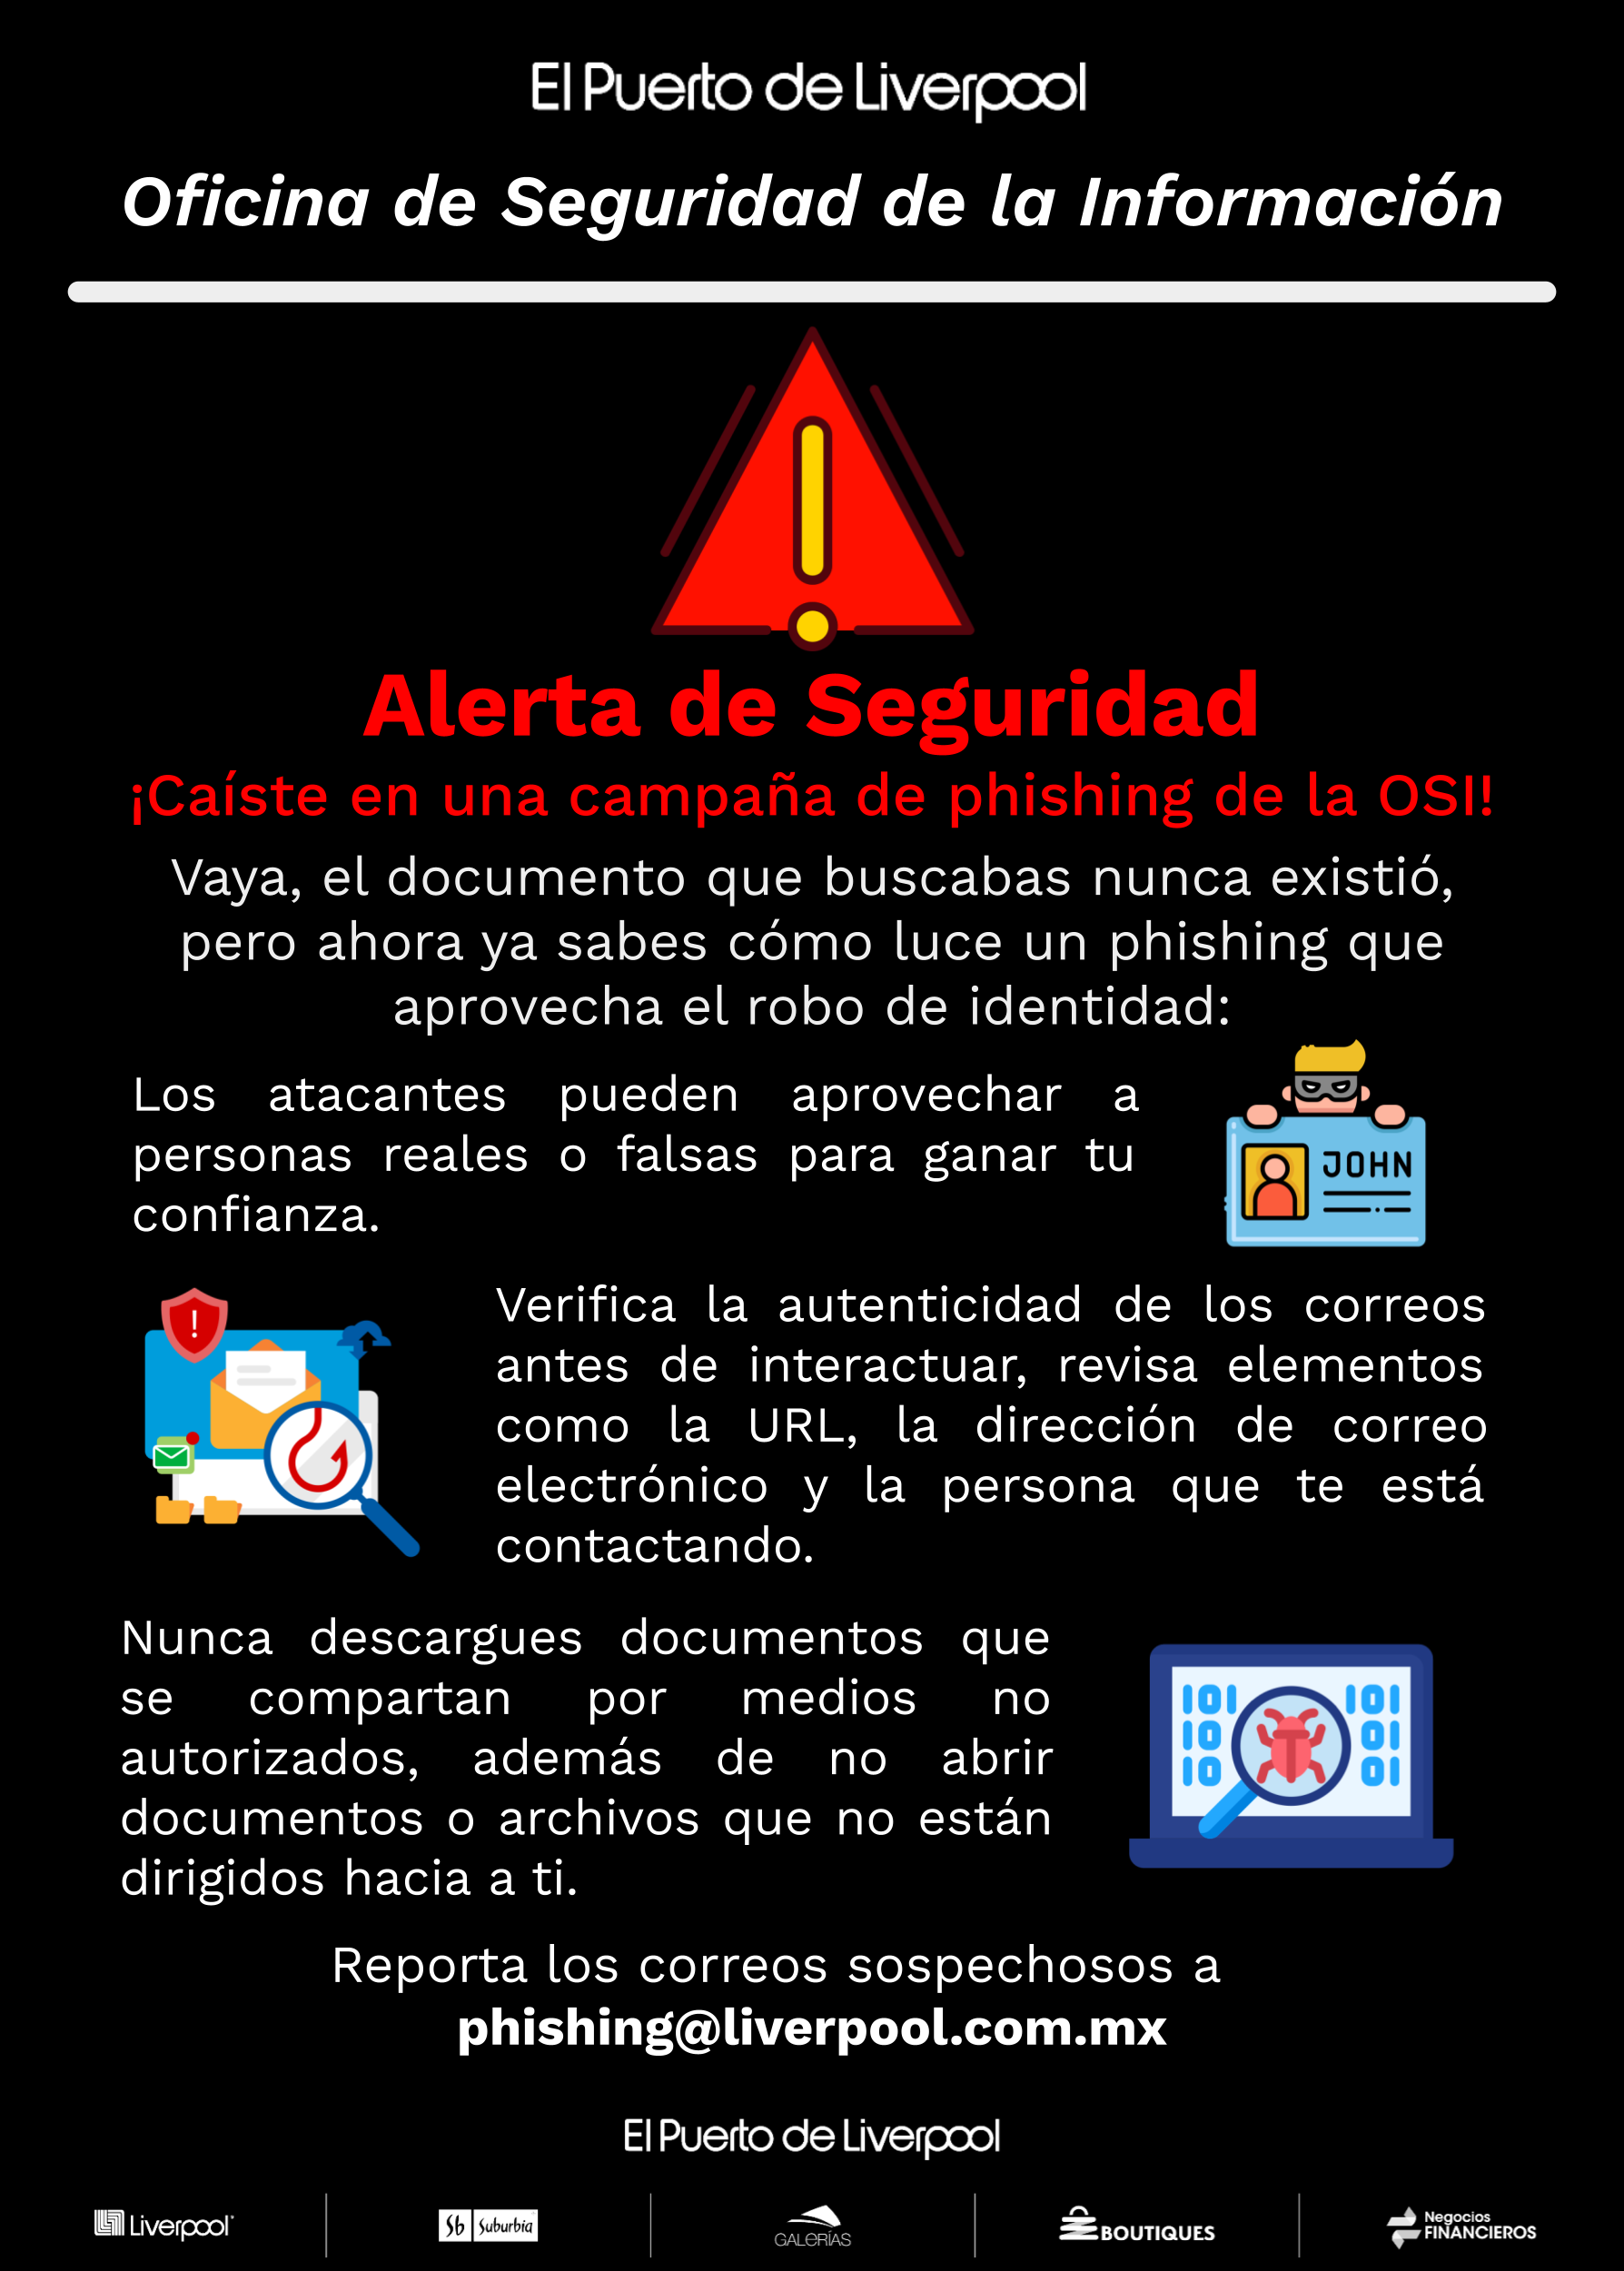 El Puerto de Liverpool
Oficina de Seguridad de la Información
Alerta de Seguridad
¡Caíste en una campaña de phishing de la OSI!
Vaya, el documento que buscabas nunca existió,
pero ahora ya sabes cómo luce un phishing que
aprovecha el robo de identidad:
Los atacantes pueden aprovechar a
personas reales o falsas para ganar tu
confianza.
JOHN
Verifica la autenticidad de los correos
antes de interactuar, revisa elementos
como la URL, la dirección de correo
electrónico y la persona que te está
contactando.
Nunca descargues documentos que
se compartan por medios no
autorizados, además de no abrir
documentos o archivos que no están
dirigidos hacia a ti.
101 101
10 01
10 01
Reporta los correos sospechosos a
phishing@liverpool.com.mx
El Puerto de Liverpool
Liverpool
Sb Suburbia
GALERÍAS
BOUTIQUES
Negocios
FINANCIEROS